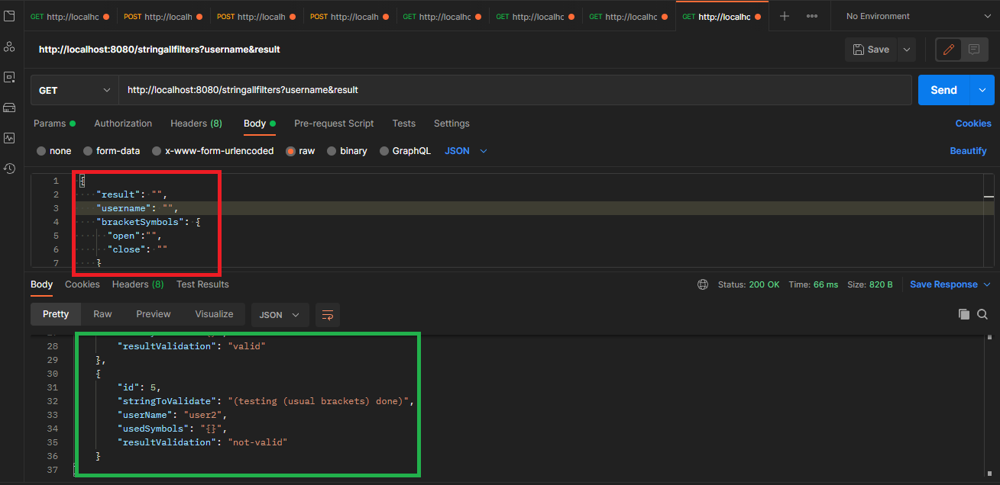 GET http://localhc POST http://localh POST http://localh POST http://localh GET http://localhc GET http://localhc GET http://localhc GET http://localhc No Environment
http://localhost:8080/stringallfilters?username&result Save
GET http://localhost:8080/stringallfilters?username&result Send
Params Authorization Headers (8) Body Pre-request Script Tests Settings Cookies
none form-data x-www-form-urlencoded raw binary GraphQL JSON Beautify
1 {
2 "result": "",
3 "username": "",
4 "bracketSymbols": {
5 "open":"",
6 "close": ""
7 }
Body Cookies Headers (8) Test Results Status: 200 OK Time: 66 ms Size: 820 B Save Response
Pretty Raw Preview Visualize JSON
28 "resultValidation": "valid"
29 },
30 {
31 "id": 5,
32 "stringToValidate": "(testing (usual brackets) done)",
33 "userName": "user2",
34 "usedSymbols": "{}",
35 "resultValidation": "not-valid"
36 }
37